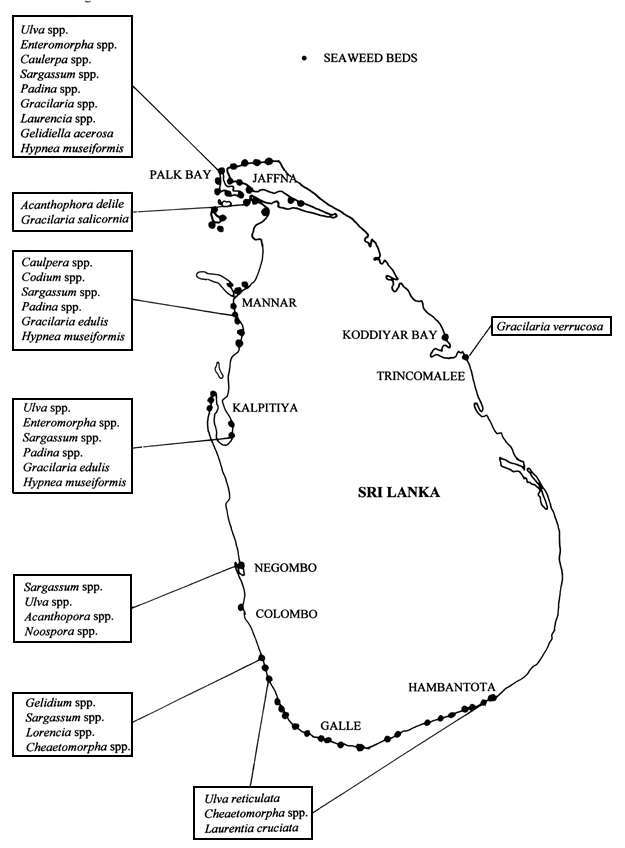 Ulva spp.
Enteromorpha spp.
Caulerpa spp.
Sargassum spp.
Padina spp.
Gracilaria spp.
Laurencia spp.
Gelidiella acerosa
Hypnea museiformis
SEAWEED BEDS
PALK BAY
JAFFNA
Acanthophora delile
Gracilaria salicornia
Caulpera spp.
Codium spp.
Sargassum spp.
Padina spp.
Gracilaria edulis
Hypnea museiformis
MANNAR
KODDIYAR BAY
Gracilaria verrucosa
TRINCOMALEE
Ulva spp.
Enteromorpha spp.
Sargassum spp.
Padina spp.
Gracilaria edulis
Hypnea museiformis
KALPITIYA
SRI LANKA
NEGOMBO
Sargassum spp.
Ulva spp.
Acanthopora spp.
Noospora spp.
COLOMBO
Gelidium spp.
Sargassum spp.
Lorencia spp.
Cheaetomorpha spp.
HAMBANTOTA
GALLE
Ulva reticulata
Cheaetomorpha spp.
Laurentia cruciata